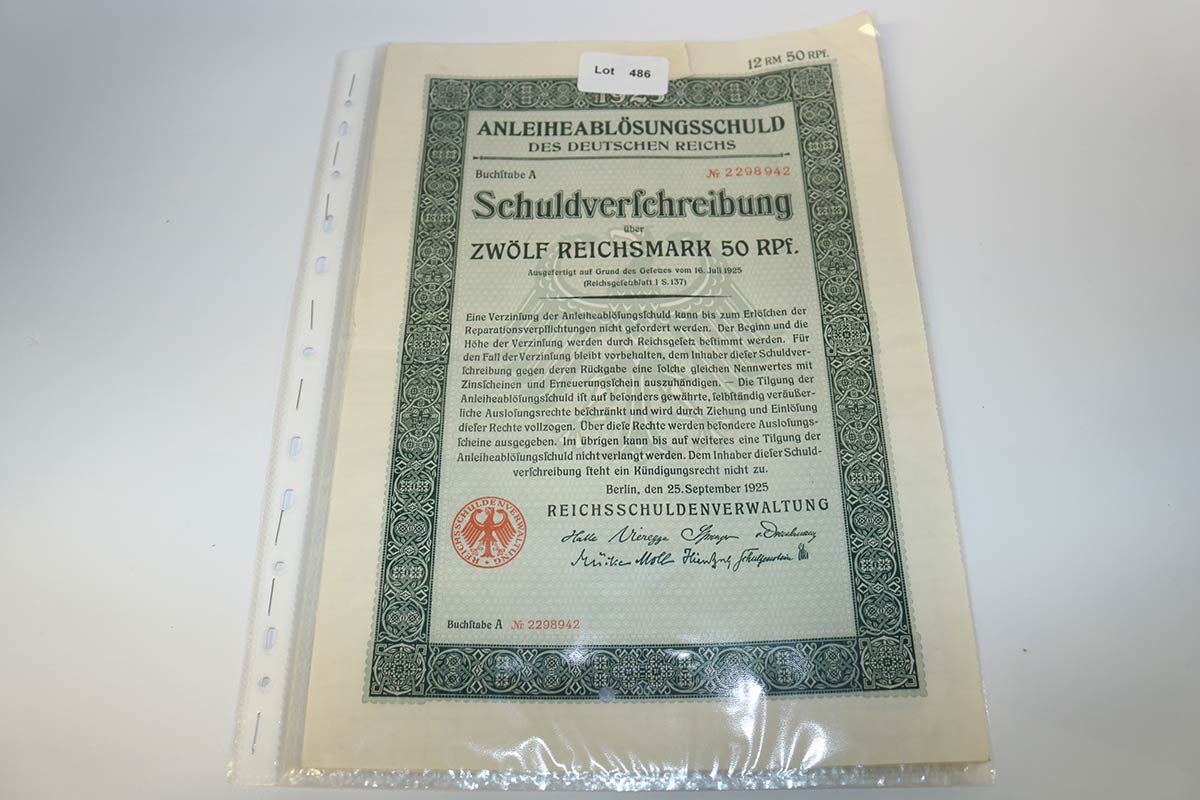 Lot 486
12 RM 50 RPf.
1925
ANLEIHEABLÖSUNGSSCHULD
DES DEUTSCHEN REICHS
Buchſtabe A Nr. 2298942
Schuldverſchreibung
über
ZWÖLF REICHSMARK 50 RPf.
Ausgefertigt auf Grund des Geſetzes vom 16. Juli 1925
(Reichsgeſetzblatt I S. 137)
Eine Verzinſung der Anleiheablöſungsſchuld kann bis zum Erlöſchen der
Reparationsverpflichtungen nicht gefordert werden. Der Beginn und die
Höhe der Verzinſung werden durch Reichsgeſetz beſtimmt werden. Für
den Fall der Verzinſung bleibt vorbehalten, dem Inhaber dieſer Schuldver-
ſchreibung gegen deren Rückgabe eine ſolche gleichen Nennwertes mit
Zinsſcheinen und Erneuerungsſchein auszuhändigen. – Die Tilgung der
Anleiheablöſungsſchuld iſt auf beſonders gewährte, ſelbſtändig veräußer-
liche Ausloſungsrechte beſchränkt und wird durch Ziehung und Einlöſung
dieſer Rechte vollzogen. Über dieſe Rechte werden beſondere Ausloſungs-
ſcheine ausgegeben. Im übrigen kann bis auf weiteres eine Tilgung der
Anleiheablöſungsſchuld nicht verlangt werden. Dem Inhaber dieſer Schuld-
verſchreibung ſteht ein Kündigungsrecht nicht zu.
Berlin, den 25. September 1925
REICHSSCHULDENVERWALTUNG
REICHSSCHULDENVERWALTUNG
Halle Vieregge
Moll
Buchſtabe A Nr. 2298942